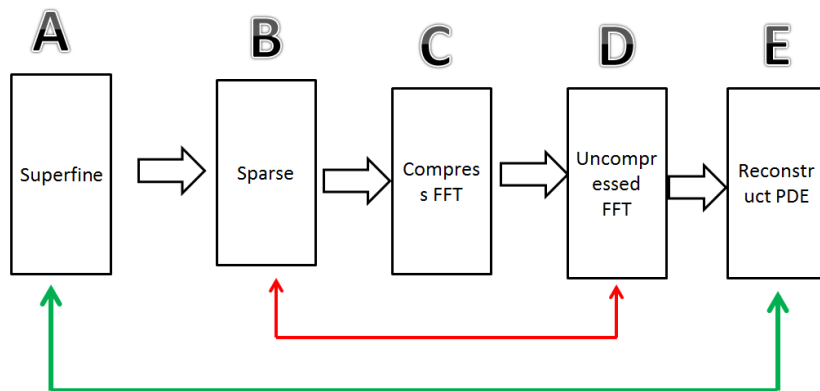 A
B
C
D
E
Superfine
Sparse
Compres
s FFT
Uncompr
essed
FFT
Reconstr
uct PDE